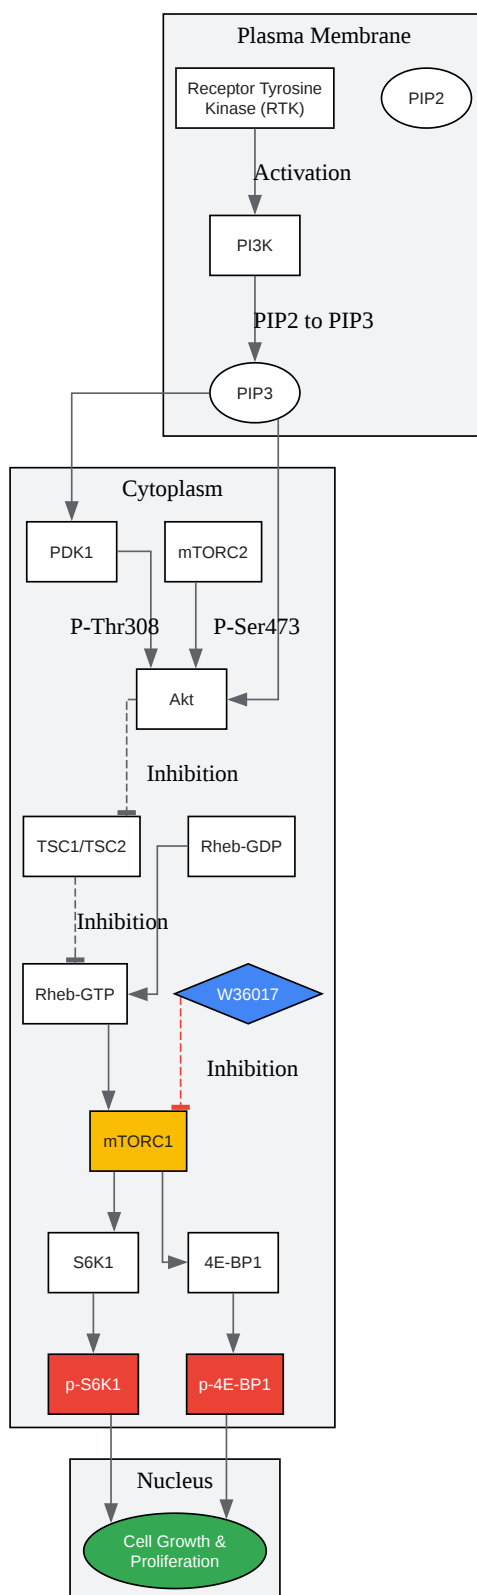 Plasma Membrane
Receptor Tyrosine
Kinase (RTK)
PIP2
Activation
PI3K
PIP2 to PIP3
PIP3
Cytoplasm
PDK1
mTORC2
P-Thr308
P-Ser473
Akt
Inhibition
TSC1/TSC2
Rheb-GDP
Inhibition
Rheb-GTP
W36017
Inhibition
mTORC1
S6K1
4E-BP1
p-S6K1
p-4E-BP1
Nucleus
Cell Growth &
Proliferation